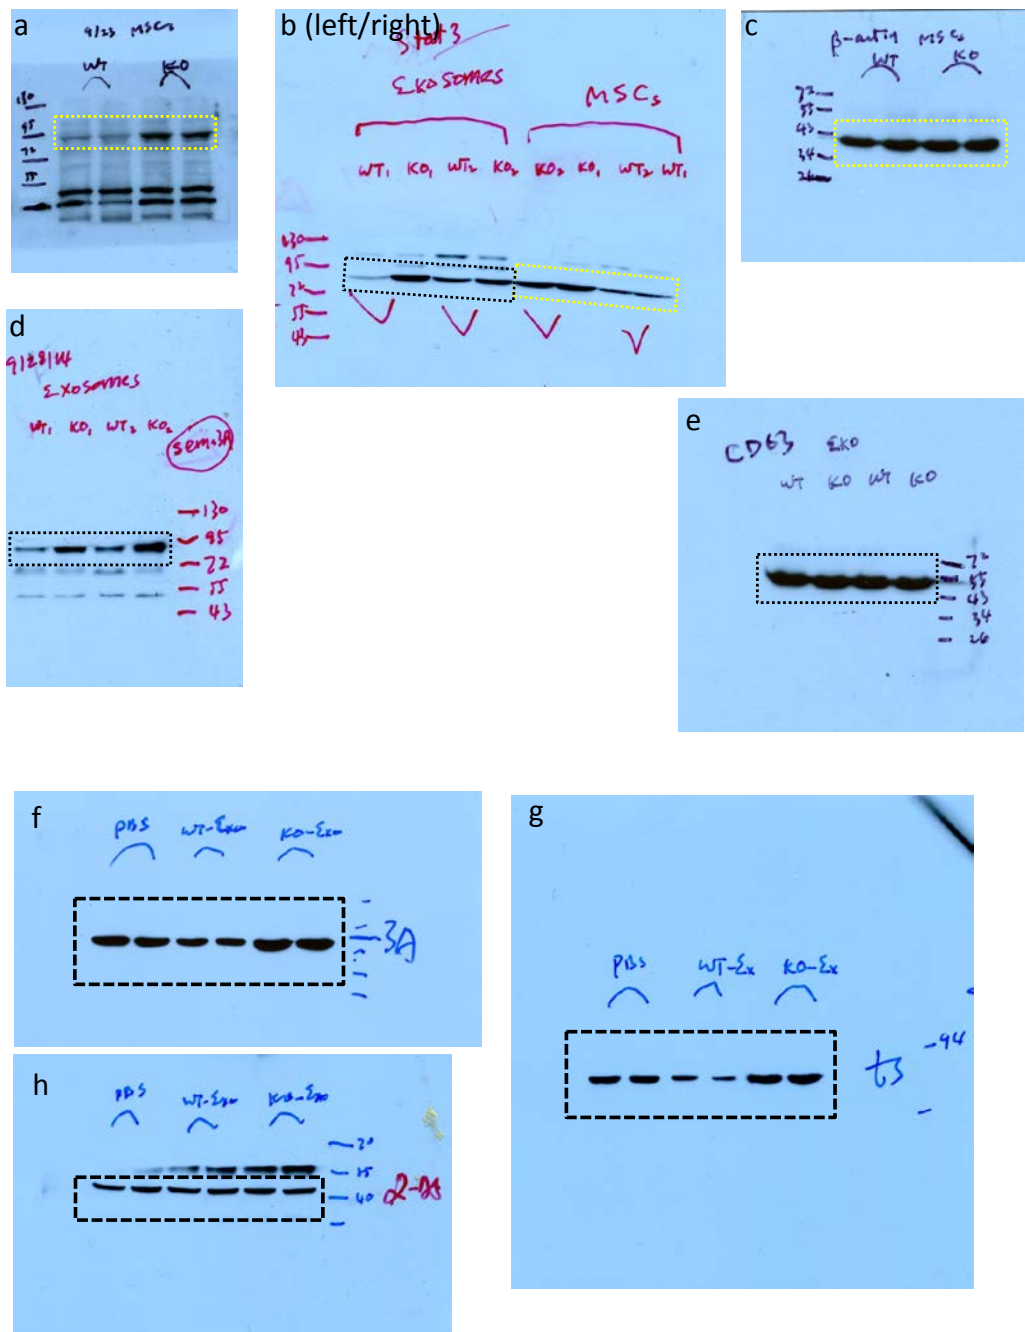 a
9/23 MSCs
WT KO
130
95
72
55
b (left/right)
Stat3
Exosomes
MSCs
WT1 KO1 WT2 KO2 KO2 KO1 WT2 WT1
130
95
72
55
43
c
β-actin MSCs
WT KO
72
55
43
34
26
d
9/28/14
Exosomes
WT1 KO1 WT2 KO2
sema3A
130
95
72
55
43
e
CD63 EXO
WT KO WT KO
72
55
43
34
26
f
PBS WT-Exo KO-Exo
3A
g
PBS WT-Ex KO-Ex
t3
-94
h
PBS WT-Exo KO-Exo
55
40